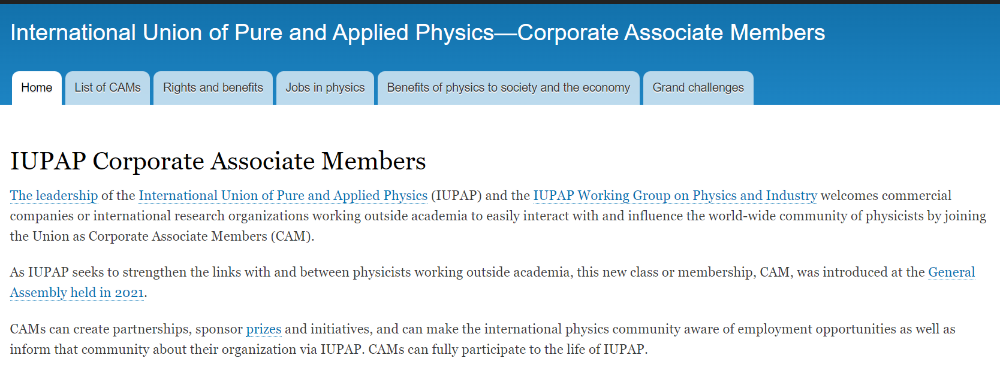 International Union of Pure and Applied Physics—Corporate Associate Members
Home
List of CAMs
Rights and benefits
Jobs in physics
Benefits of physics to society and the economy
Grand challenges
IUPAP Corporate Associate Members
The leadership of the International Union of Pure and Applied Physics (IUPAP) and the IUPAP Working Group on Physics and Industry welcomes commercial
companies or international research organizations working outside academia to easily interact with and influence the world-wide community of physicists by joining
the Union as Corporate Associate Members (CAM).
As IUPAP seeks to strengthen the links with and between physicists working outside academia, this new class or membership, CAM, was introduced at the General
Assembly held in 2021.
CAMs can create partnerships, sponsor prizes and initiatives, and can make the international physics community aware of employment opportunities as well as
inform that community about their organization via IUPAP. CAMs can fully participate to the life of IUPAP.